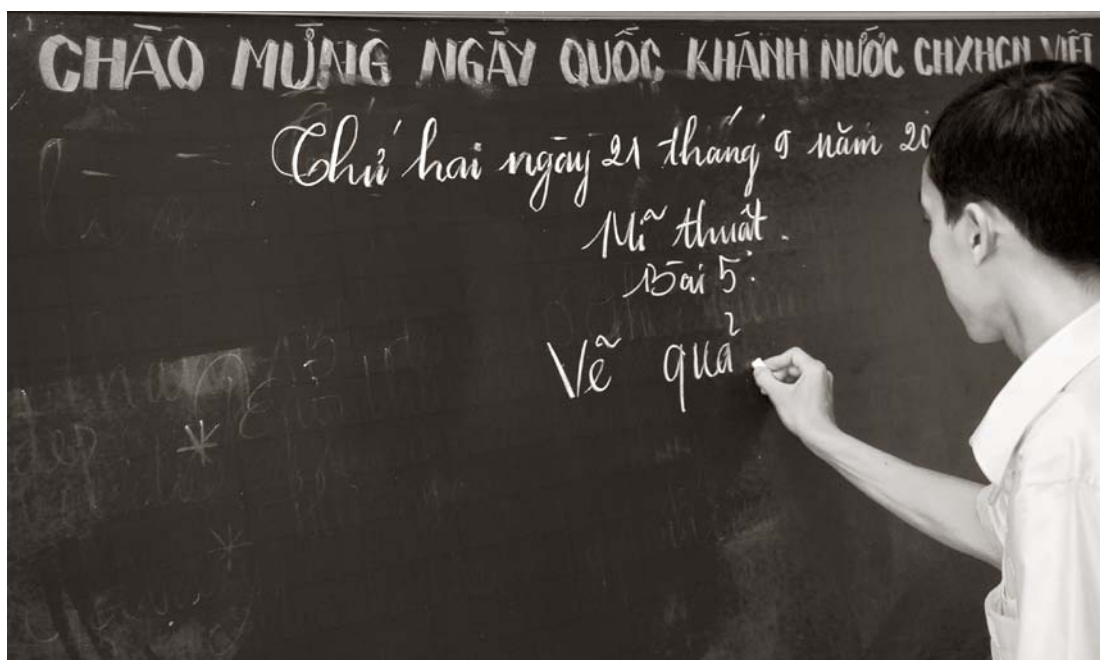 CHÀO MỪNG NGÀY QUỐC KHÁNH NƯỚC CHXHCN VIỆT
Thứ hai ngày 21 tháng 9 năm 20
Mĩ thuật.
Bài 5:
Vẽ quả